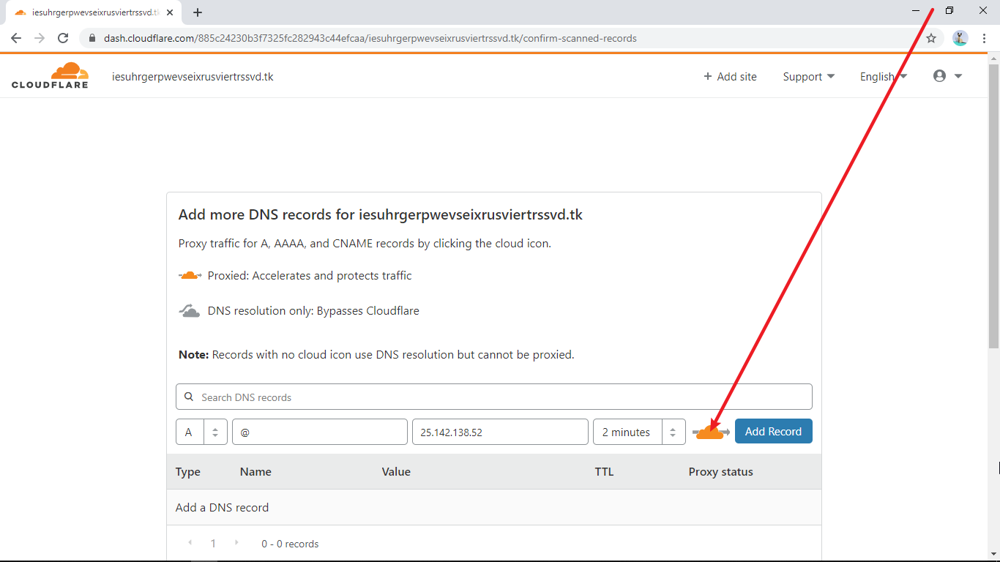 iesuhrgerpwevseixrusviertrssvd.tk
dash.cloudflare.com/885c24230b3f7325fc282943c44efcaa/iesuhrgerpwevseixrusviertrssvd.tk/confirm-scanned-records
CLOUDFLARE
iesuhrgerpwevseixrusviertrssvd.tk
+ Add site
Support
English
Add more DNS records for iesuhrgerpwevseixrusviertrssvd.tk
Proxy traffic for A, AAAA, and CNAME records by clicking the cloud icon.
Proxied: Accelerates and protects traffic
DNS resolution only: Bypasses Cloudflare
Note: Records with no cloud icon use DNS resolution but cannot be proxied.
Search DNS records
A @ 25.142.138.52 2 minutes Add Record
Type Name Value TTL Proxy status
Add a DNS record
1 0 - 0 records